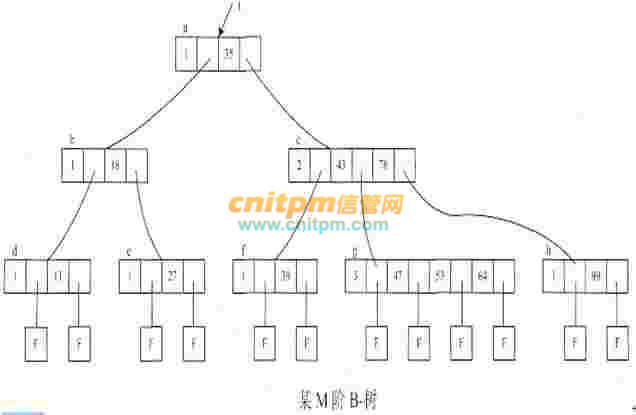 t
a
1 35
b c
1 18 2 43 78
cnitpm信管网
www.cnitpm.com
d e f g h
1 11 1 27 1 39 3 47 53 64 1 99
F F F F F F F F F F F F
某M阶B-树